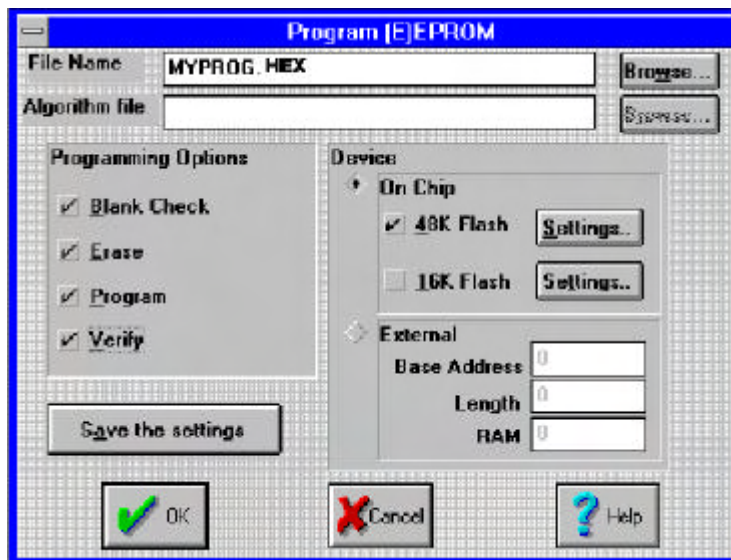 Program (E)EPROM
File Name MYPROG.HEX Browse...
Algorithm file Browse...
Programming Options
Blank Check
Erase
Program
Verify
Save the settings
Device
On Chip
48K Flash Settings..
16K Flash Settings..
External
Base Address 0
Length 0
RAM 0
OK Cancel ? Help